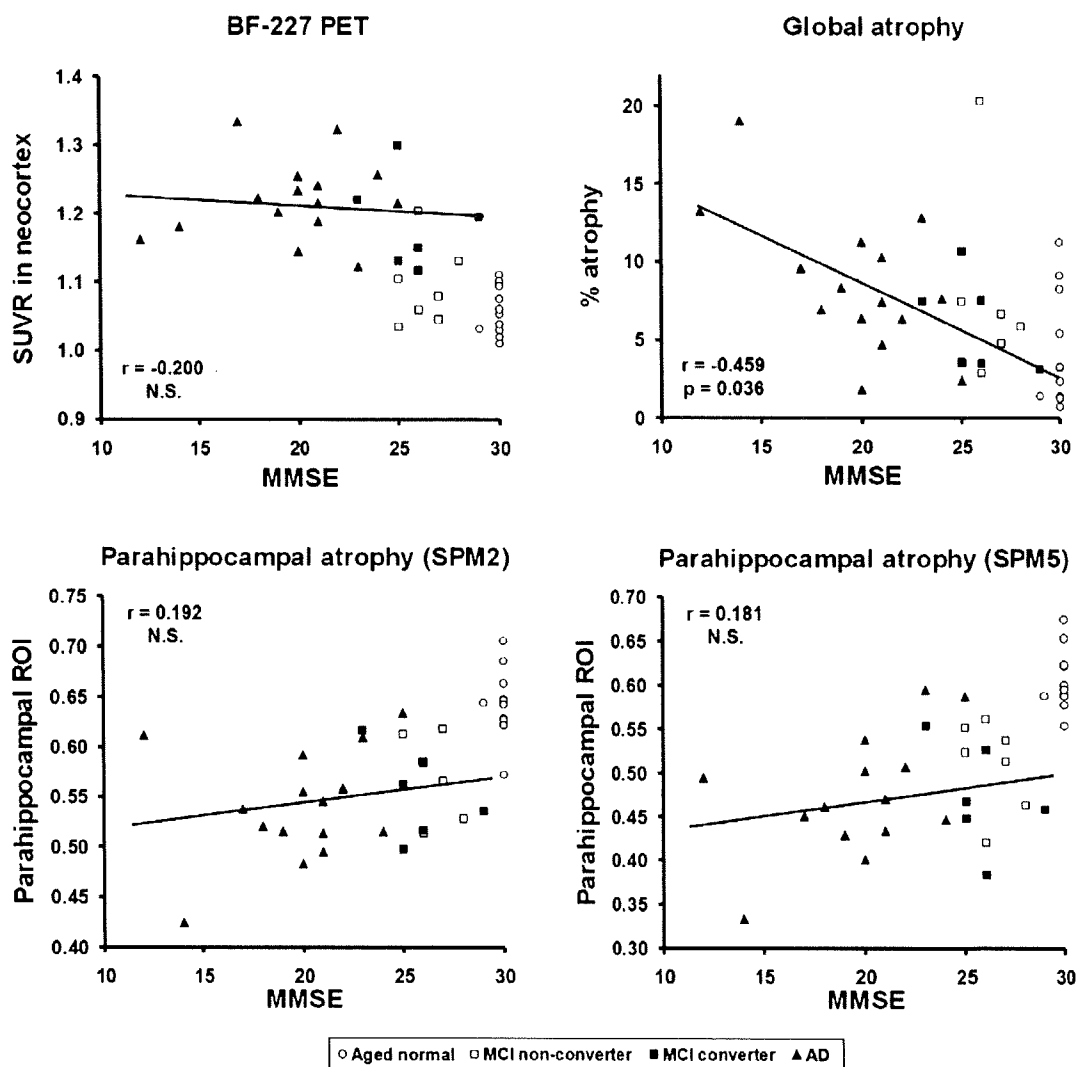 BF-227 PET
1.4
1.3
1.2
1.1
1.0
0.9
SUVR in neocortex
r = -0.200
N.S.
10 15 20 25 30
MMSE
Global atrophy
20
15
10
5
0
% atrophy
r = -0.459
p = 0.036
10 15 20 25 30
MMSE
Parahippocampal atrophy (SPM2)
0.75
0.70
0.65
0.60
0.55
0.50
0.45
0.40
Parahippocampal ROI
r = 0.192
N.S.
10 15 20 25 30
MMSE
Parahippocampal atrophy (SPM5)
0.70
0.65
0.60
0.55
0.50
0.45
0.40
0.35
0.30
Parahippocampal ROI
r = 0.181
N.S.
10 15 20 25 30
MMSE
Aged normal MCI non-converter MCI converter AD